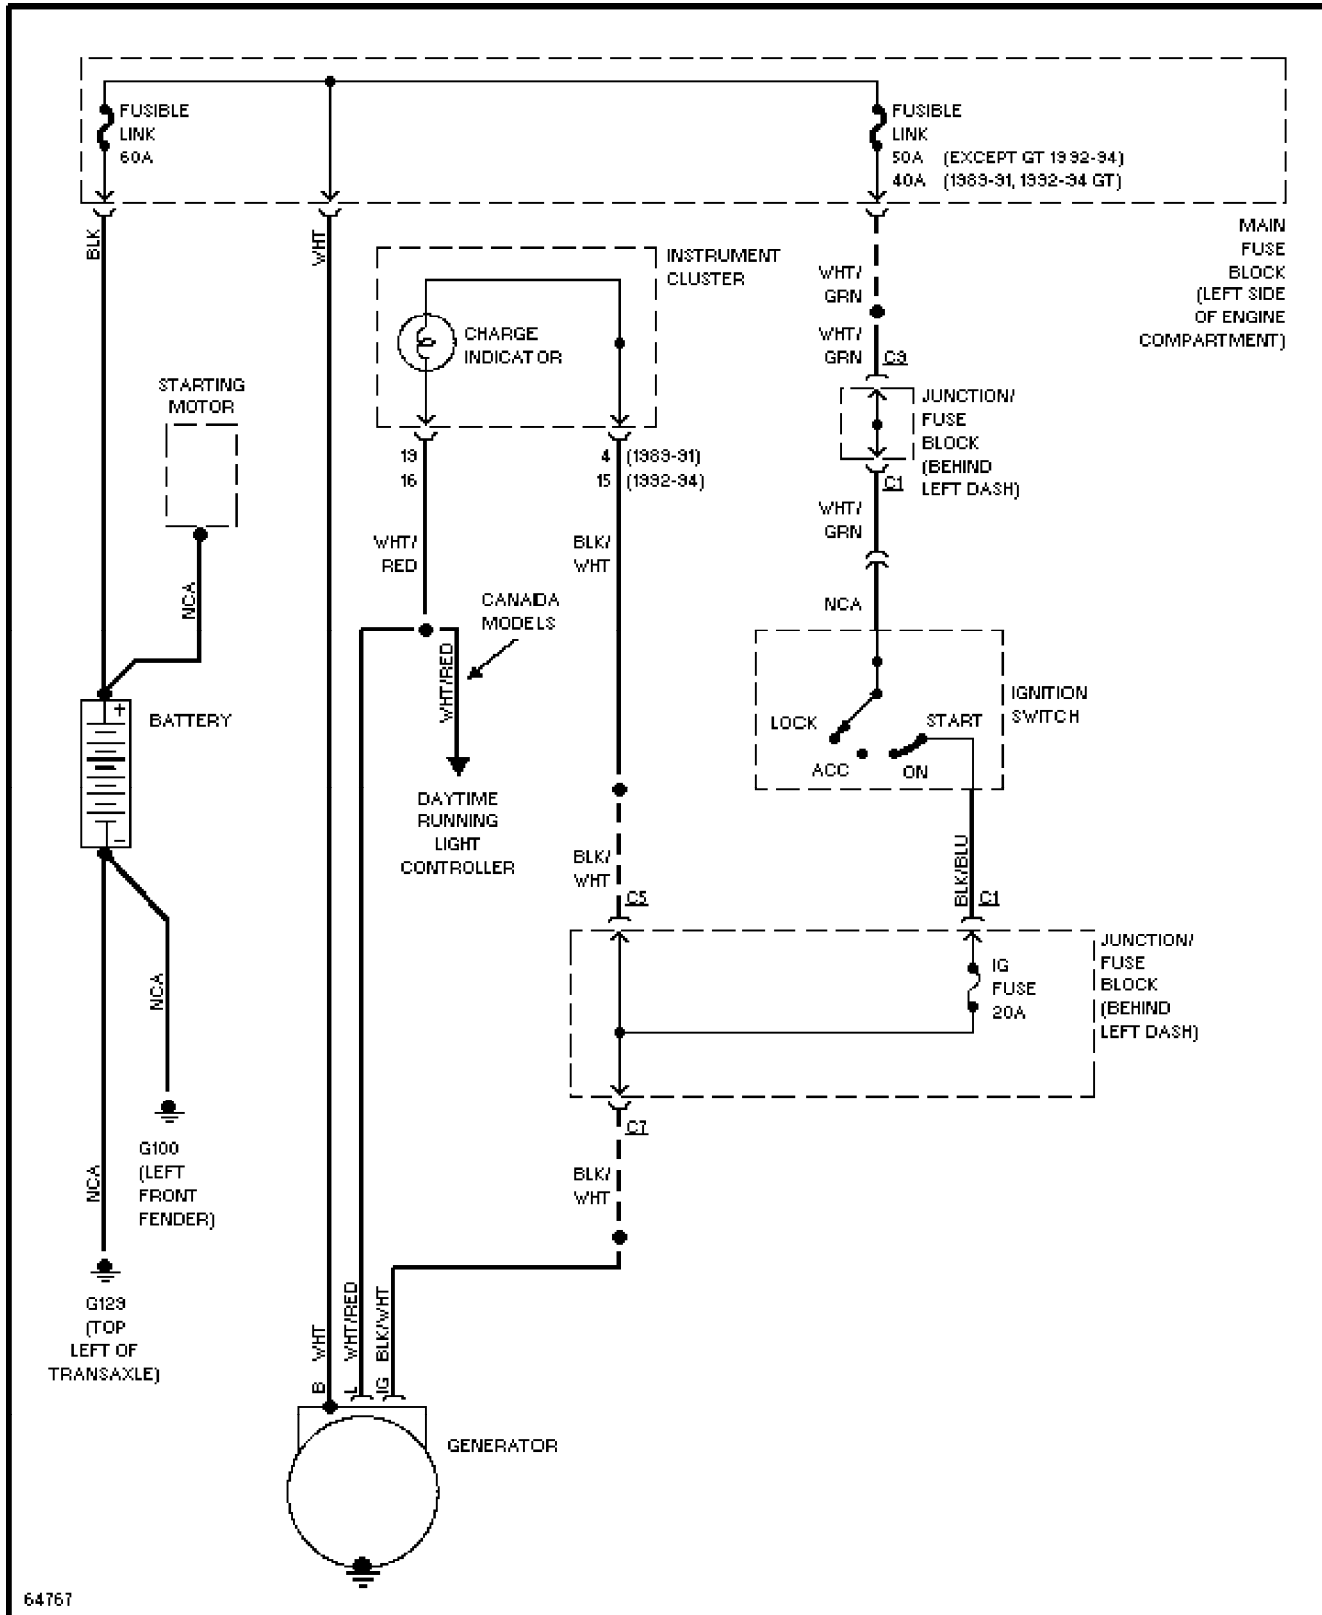 FUSIBLE
LINK
60A
FUSIBLE
LINK
50A (EXCEPT GT 1992-94)
40A (1989-91, 1992-94 GT)
MAIN
FUSE
BLOCK
(LEFT SIDE
OF ENGINE
COMPARTMENT)
BLK
WHT
INSTRUMENT
CLUSTER
CHARGE
INDICATOR
WHT/
GRN
WHT/
GRN
C9
JUNCTION/
FUSE
BLOCK
(BEHIND
LEFT DASH)
C1
WHT/
GRN
NCA
STARTING
MOTOR
NCA
19
16
4 (1989-91)
15 (1992-94)
WHT/
RED
BLK/
WHT
CANADA
MODELS
WHT/RED
DAYTIME
RUNNING
LIGHT
CONTROLLER
IGNITION
SWITCH
LOCK
START
ACC
ON
+
BATTERY
-
BLK/
WHT
C5
BLK/BLU
C1
JUNCTION/
FUSE
BLOCK
(BEHIND
LEFT DASH)
IG
FUSE
20A
C7
BLK/
WHT
NCA
G100
(LEFT
FRONT
FENDER)
NCA
G129
(TOP
LEFT OF
TRANSAXLE)
B WHT
L WHT/RED
IG BLK/WHT
GENERATOR
64767